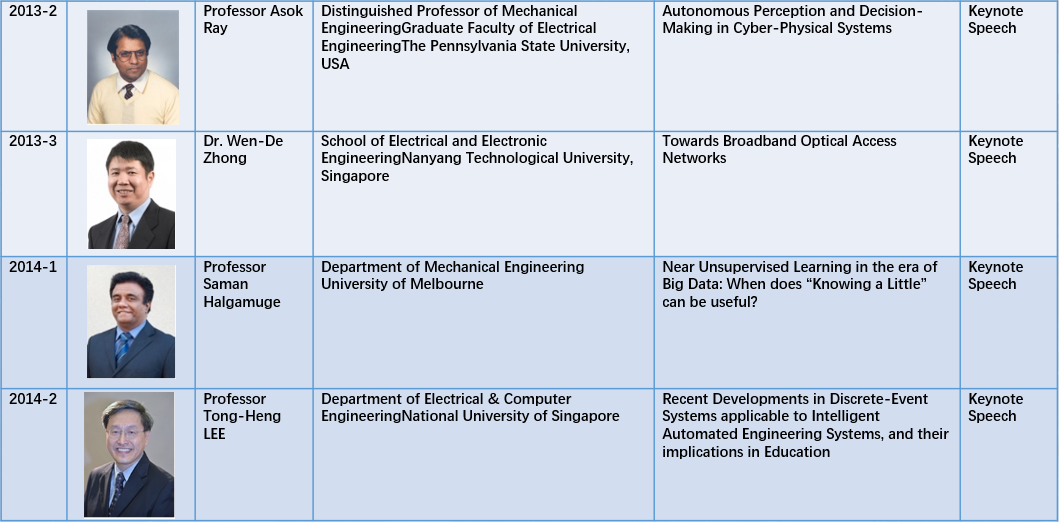 2013-2
Professor Asok
Ray
Distinguished Professor of Mechanical
EngineeringGraduate Faculty of Electrical
EngineeringThe Pennsylvania State University,
USA
Autonomous Perception and Decision-
Making in Cyber-Physical Systems
Keynote
Speech
2013-3
Dr. Wen-De
Zhong
School of Electrical and Electronic
EngineeringNanyang Technological University,
Singapore
Towards Broadband Optical Access
Networks
Keynote
Speech
2014-1
Professor
Saman
Halgamuge
Department of Mechanical Engineering
University of Melbourne
Near Unsupervised Learning in the era of
Big Data: When does “Knowing a Little”
can be useful?
Keynote
Speech
2014-2
Professor
Tong-Heng
LEE
Department of Electrical & Computer
EngineeringNational University of Singapore
Recent Developments in Discrete-Event
Systems applicable to Intelligent
Automated Engineering Systems, and their
implications in Education
Keynote
Speech